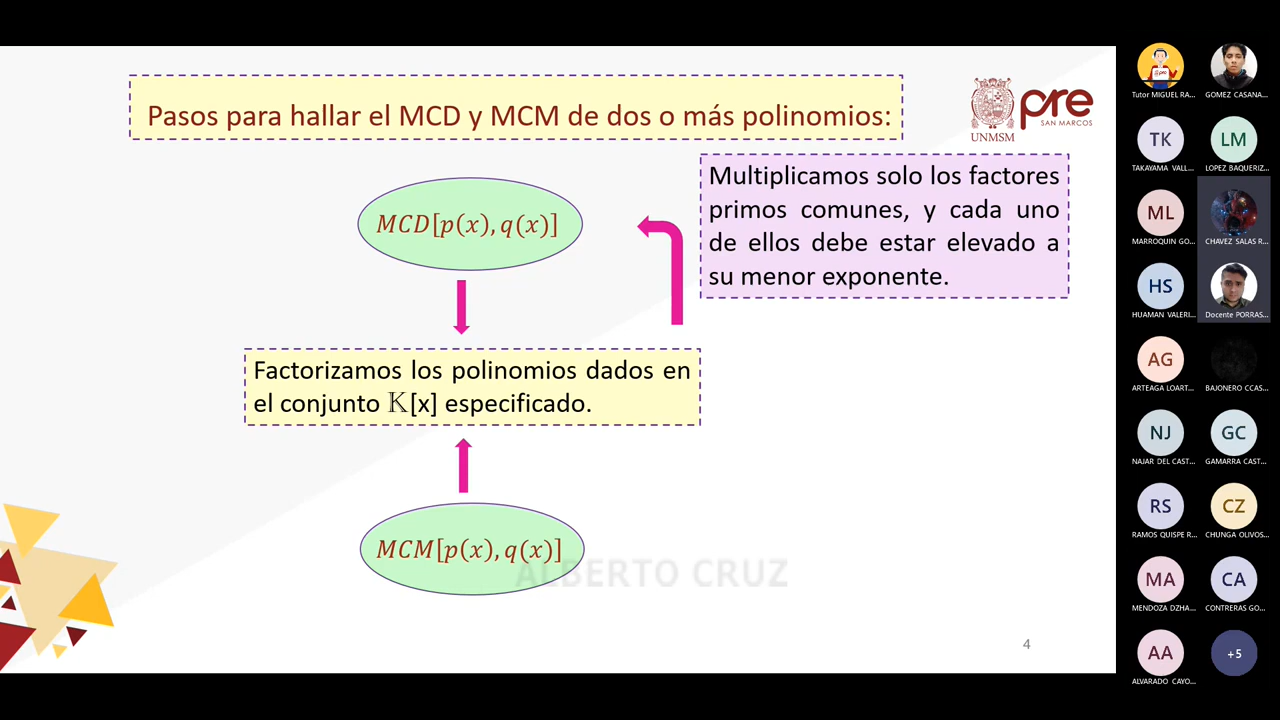 Pasos para hallar el MCD y MCM de dos o más polinomios:
UNMSM
pre
SAN MARCOS
Multiplicamos solo los factores
primos comunes, y cada uno
de ellos debe estar elevado a
su menor exponente.
MCD[p(x), q(x)]
Factorizamos los polinomios dados en
el conjunto 𝕂[x] especificado.
MCM[p(x), q(x)]
ALBERTO CRUZ
4
Tutor MIGUEL RA...
GOMEZ CASANA...
TK
LM
TAKAYAMA VALL...
LOPEZ BAQUERIZ...
ML
MARROQUIN GO...
CHAVEZ SALAS R...
HS
HUAMAN VALERI...
Docente PORRAS...
AG
ARTEAGA LOART...
BAJONERO CCAS...
NJ
GC
NAJAR DEL CAST...
GAMARRA CAST...
RS
CZ
RAMOS QUISPE R...
CHUNGA OLIVOS...
MA
CA
MENDOZA DZHA...
CONTRERAS GO...
AA
+5
ALVARADO CAYO...